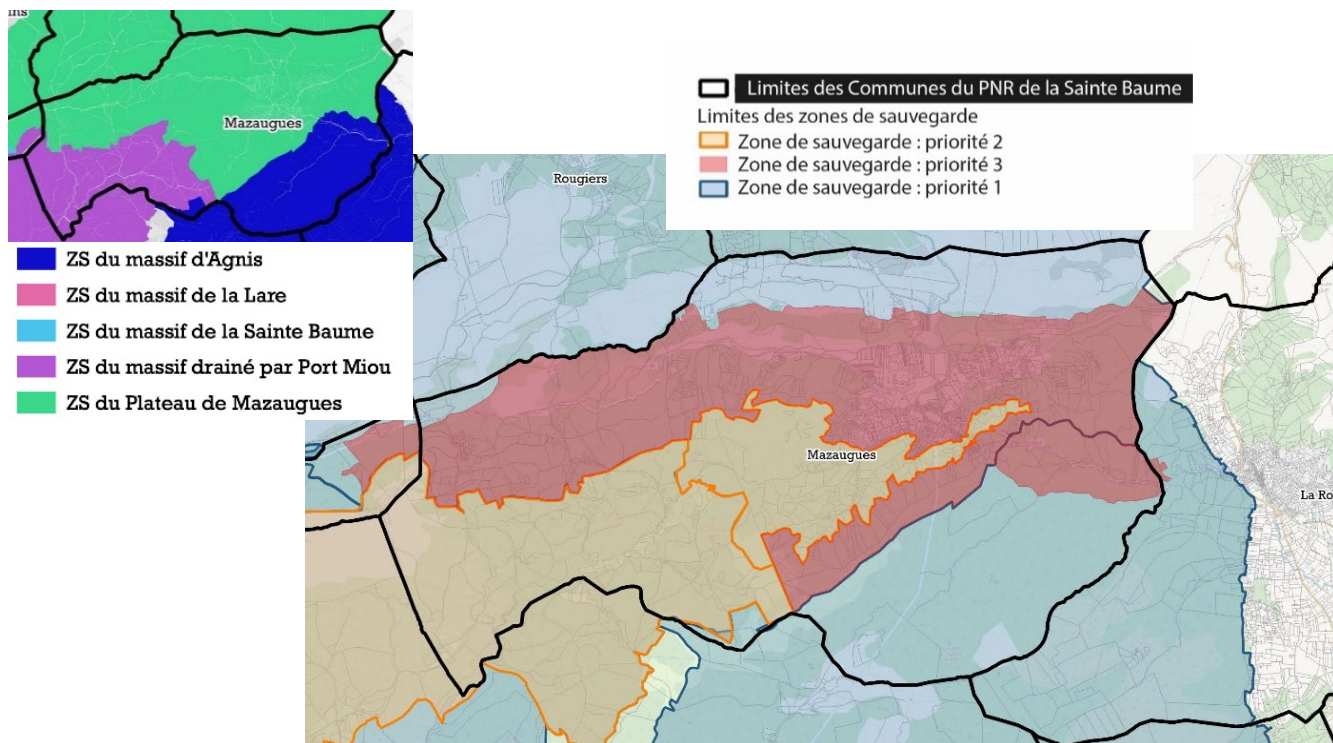 ins
Mazaugues
ZS du massif d'Agnis
ZS du massif de la Lare
ZS du massif de la Sainte Baume
ZS du massif drainé par Port Miou
ZS du Plateau de Mazaugues
Limites des Communes du PNR de la Sainte Baume
Limites des zones de sauvegarde
Zone de sauvegarde : priorité 2
Zone de sauvegarde : priorité 3
Zone de sauvegarde : priorité 1
Rougiers
Mazaugues
La Ro